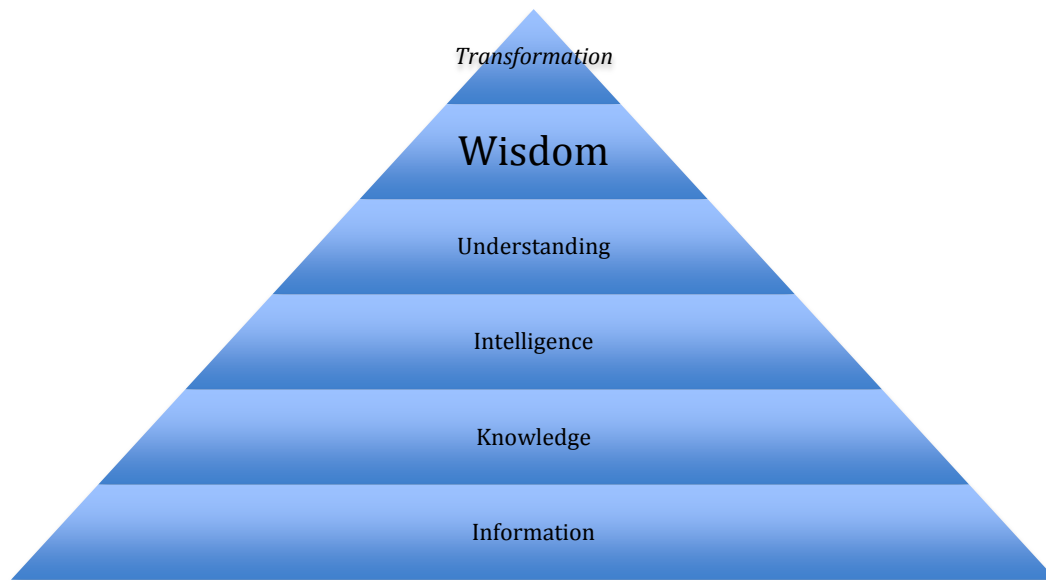 Transformation
Wisdom
Understanding
Intelligence
Knowledge
Information